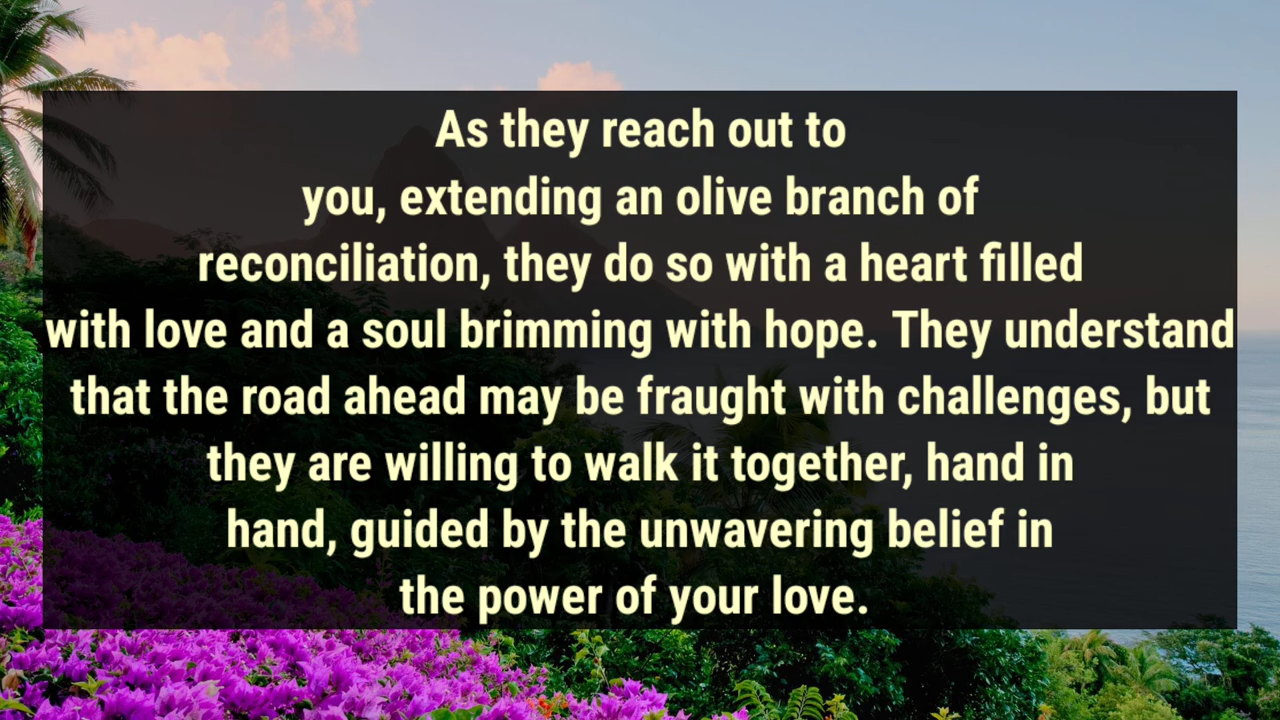 As they reach out to
you, extending an olive branch of
reconciliation, they do so with a heart filled
with love and a soul brimming with hope. They understand
that the road ahead may be fraught with challenges, but
they are willing to walk it together, hand in
hand, guided by the unwavering belief in
the power of your love.